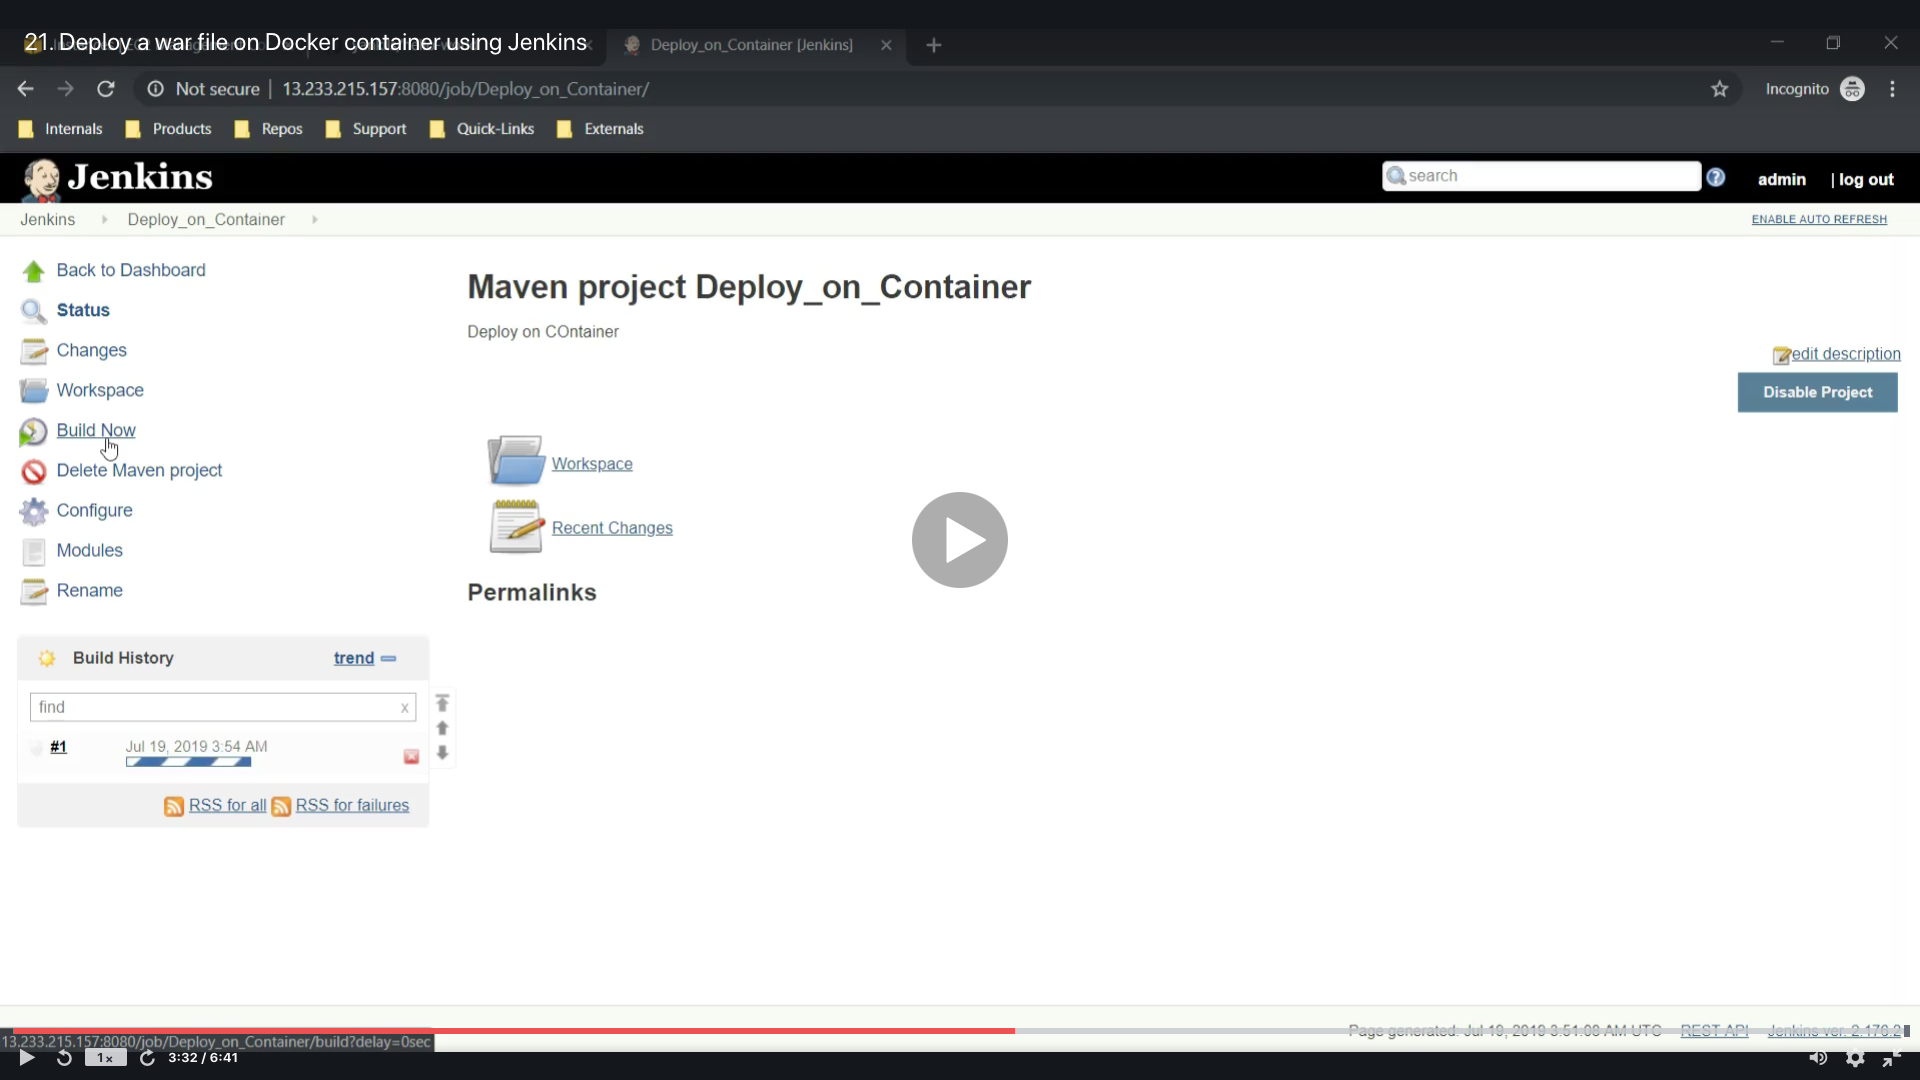 21. Deploy a war file on Docker container using Jenkins
Deploy_on_Container [Jenkins]
Not secure | 13.233.215.157:8080/job/Deploy_on_Container/
Incognito
Internals Products Repos Support Quick-Links Externals
Jenkins
search
admin | log out
Jenkins Deploy_on_Container
ENABLE AUTO REFRESH
Back to Dashboard
Status
Changes
Workspace
Build Now
Delete Maven project
Configure
Modules
Rename
Maven project Deploy_on_Container
Deploy on COntainer
edit description
Disable Project
Workspace
Recent Changes
Permalinks
Build History trend
find x
#1 Jul 19, 2019 3:54 AM
RSS for all RSS for failures
Page generated: Jul 19, 2019 3:51:08 AM UTC REST API Jenkins ver. 2.176.2
13.233.215.157:8080/job/Deploy_on_Container/build?delay=0sec
1x 3:32 / 6:41